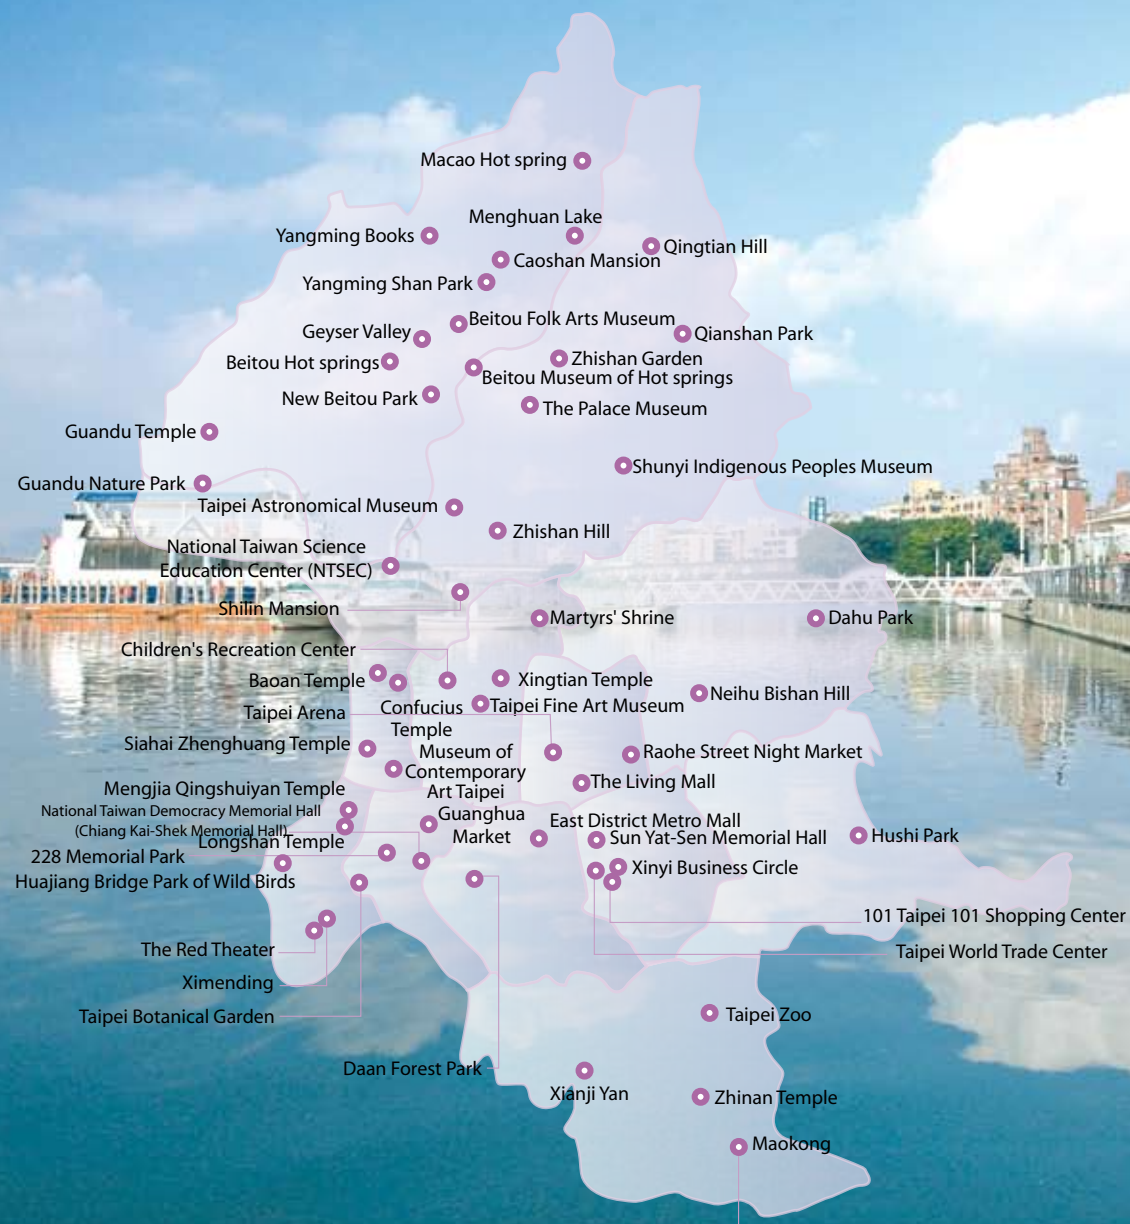 Macao Hot spring
Menghuan Lake
Yangming Books
Qingtian Hill
Caoshan Mansion
Yangming Shan Park
Beitou Folk Arts Museum
Geyser Valley
Qianshan Park
Beitou Hot springs
Zhishan Garden
Beitou Museum of Hot springs
New Beitou Park
The Palace Museum
Guandu Temple
Shunyi Indigenous Peoples Museum
Guandu Nature Park
Taipei Astronomical Museum
Zhishan Hill
National Taiwan Science
Education Center (NTSEC)
Shilin Mansion
Martyrs' Shrine
Dahu Park
Children's Recreation Center
Baoan Temple
Xingtian Temple
Neihu Bishan Hill
Confucius
Temple
Taipei Fine Art Museum
Taipei Arena
Siahai Zhenghuang Temple
Museum of
Contemporary
Art Taipei
Raohe Street Night Market
The Living Mall
Mengjia Qingshuiyan Temple
National Taiwan Democracy Memorial Hall
(Chiang Kai-Shek Memorial Hall)
Longshan Temple
Guanghua
Market
East District Metro Mall
Sun Yat-Sen Memorial Hall
Hushi Park
228 Memorial Park
Huajiang Bridge Park of Wild Birds
Xinyi Business Circle
101 Taipei 101 Shopping Center
The Red Theater
Taipei World Trade Center
Ximending
Taipei Botanical Garden
Taipei Zoo
Daan Forest Park
Xianji Yan
Zhinan Temple
Maokong